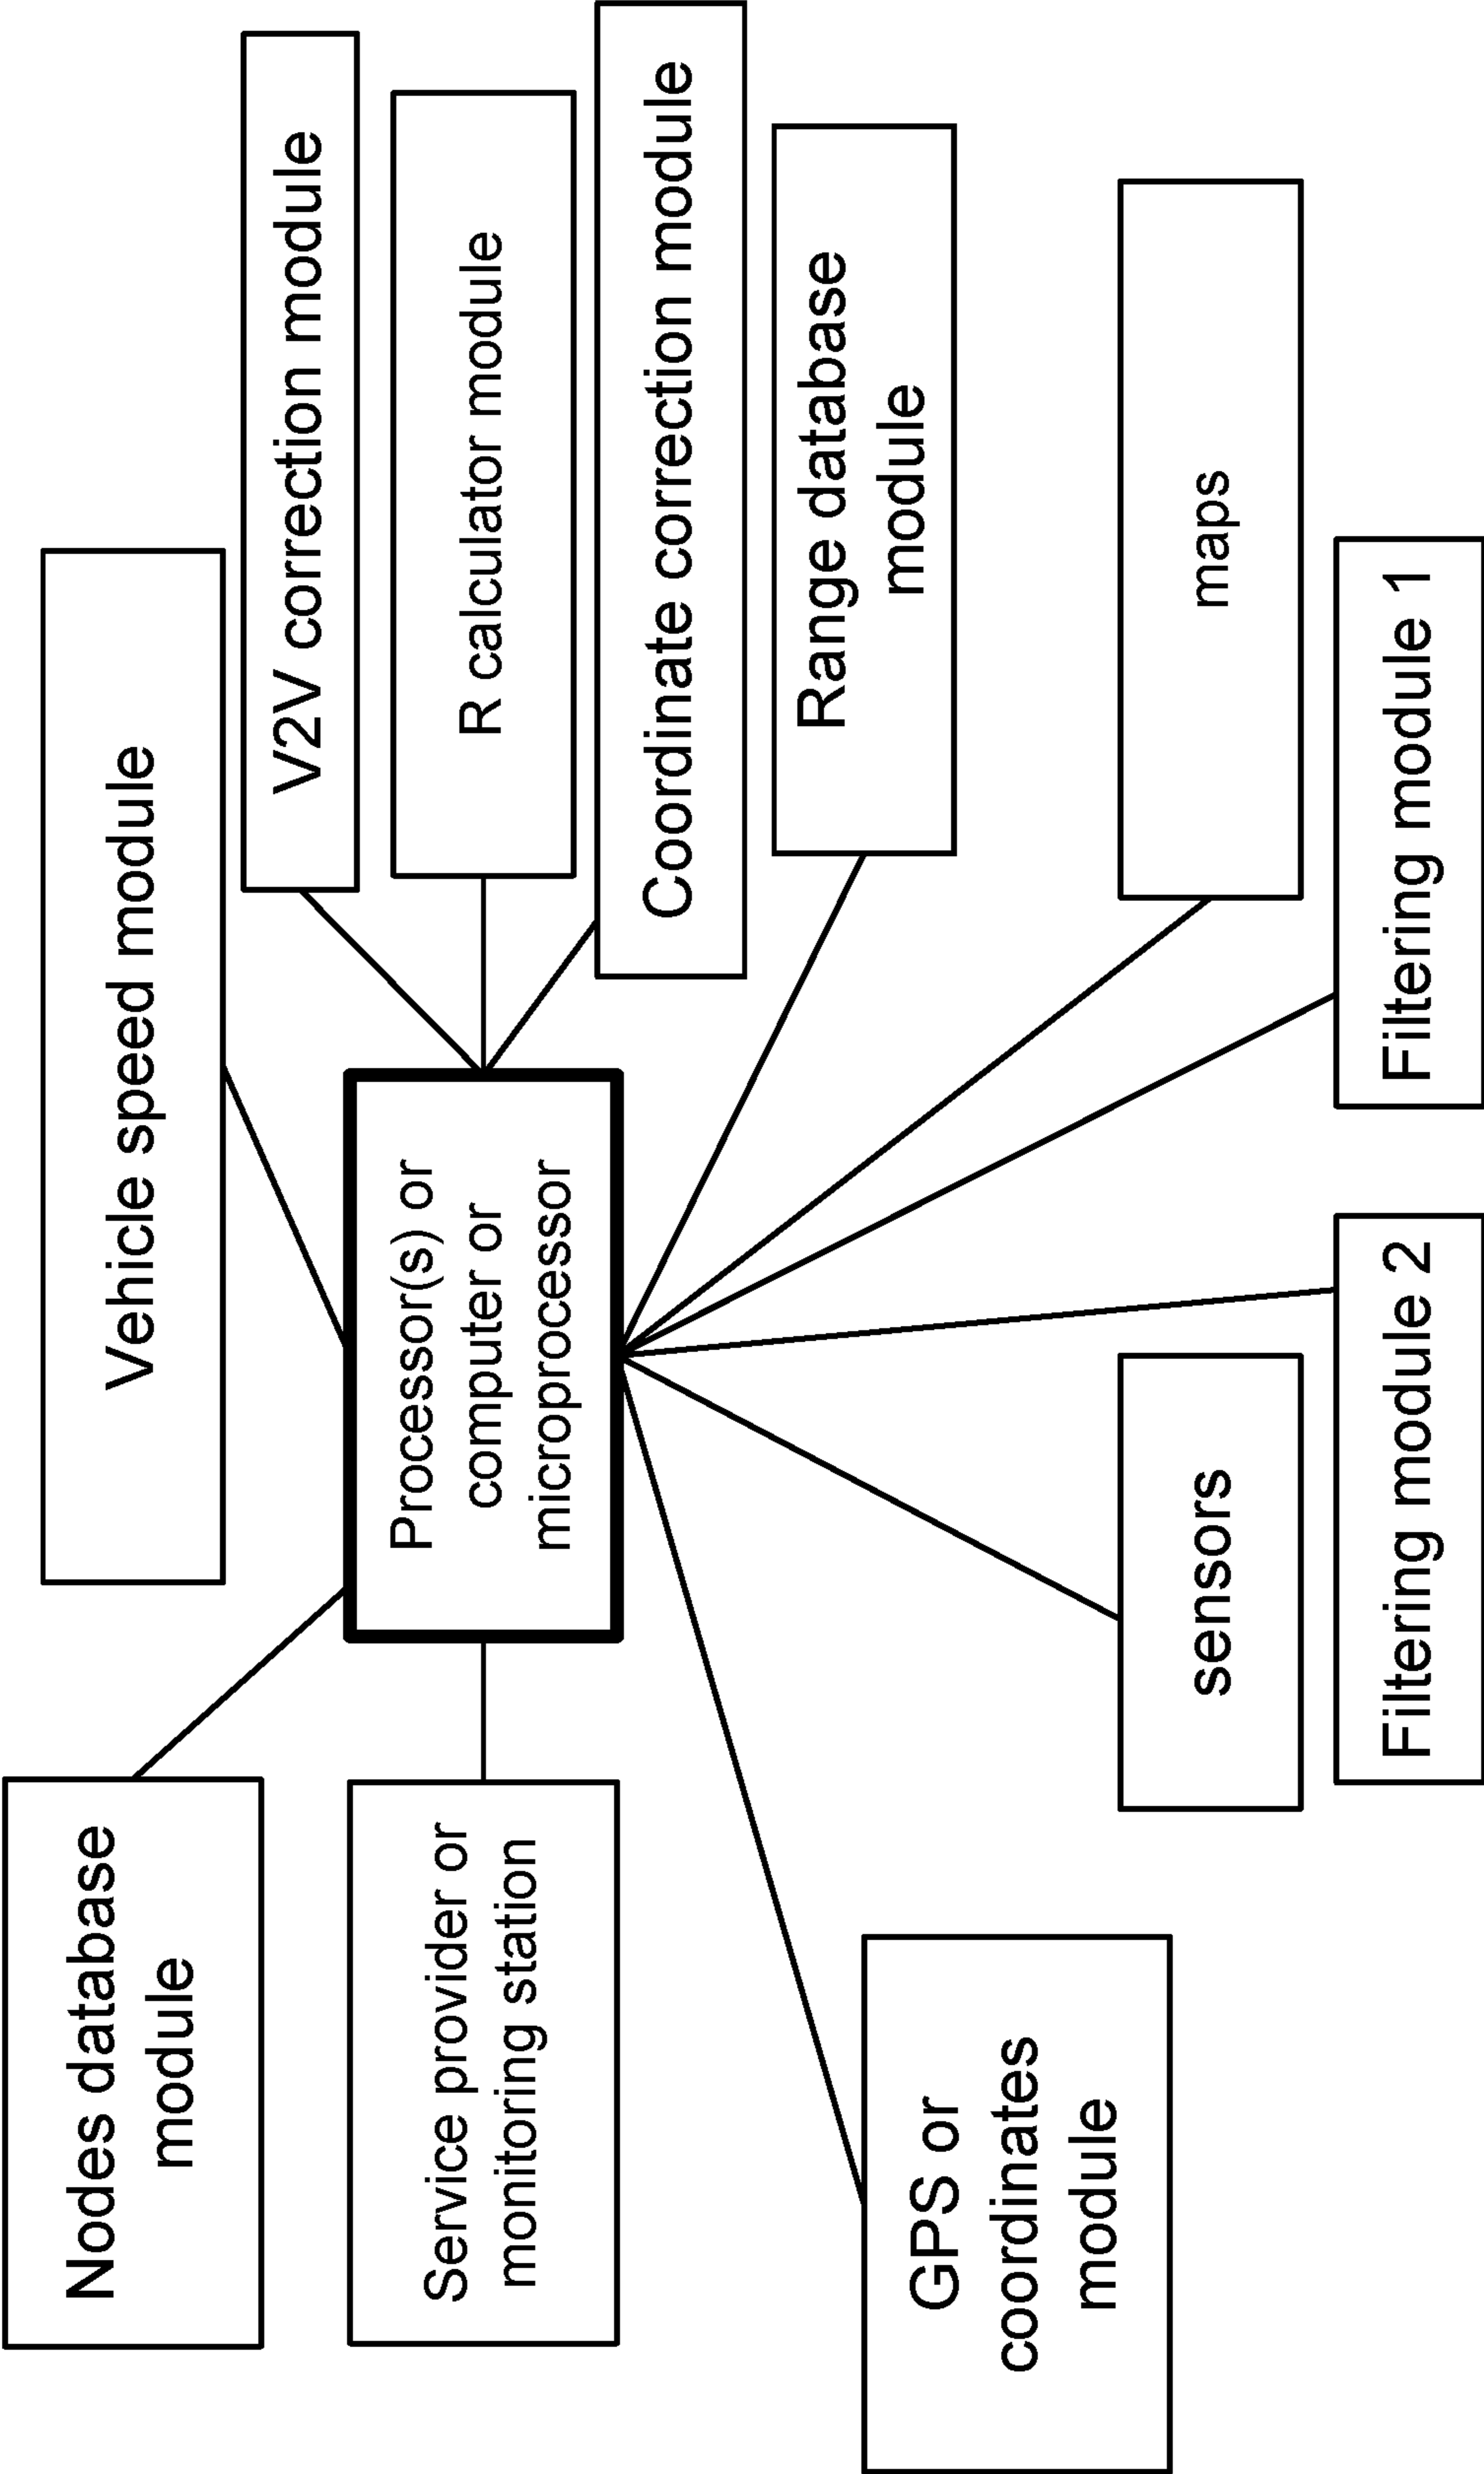 Nodes database
module
Vehicle speed module
V2V correction module
Service provider or
monitoring station
Processor(s) or
computer or
microprocessor
R calculator module
Coordinate correction module
Range database
module
GPS or
coordinates
module
sensors
maps
Filtering module 2
Filtering module 1